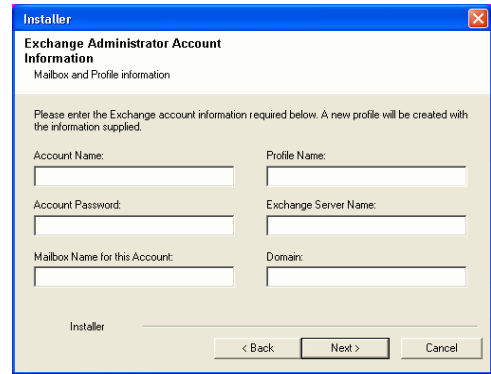 Installer
Exchange Administrator Account
Information
Mailbox and Profile information
Please enter the Exchange account information required below. A new profile will be created with
the information supplied.
Account Name:
Profile Name:
Account Password:
Exchange Server Name:
Mailbox Name for this Account:
Domain:
Installer
< Back
Next >
Cancel